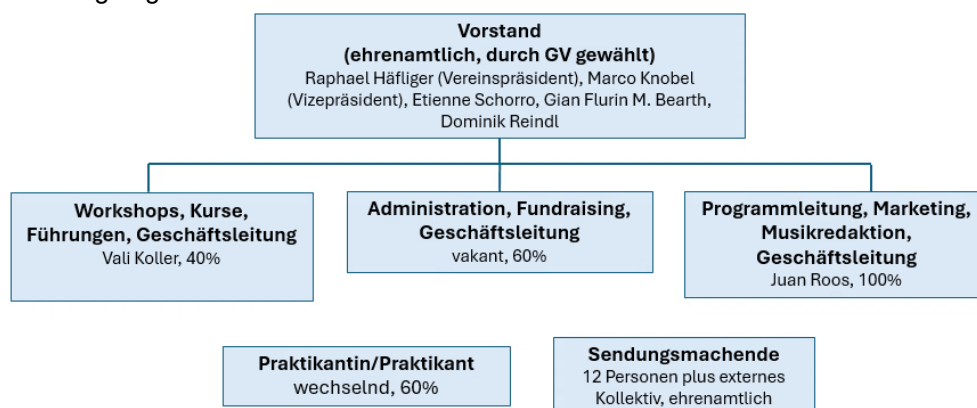 Vorstand
(ehrenamtlich, durch GV gewählt)
Raphael Häfliger (Vereinspräsident), Marco Knobel
(Vizepräsident), Etienne Schorro, Gian Flurin M. Bearth,
Dominik Reindl
Workshops, Kurse,
Führungen, Geschäftsleitung
Vali Koller, 40%
Administration, Fundraising,
Geschäftsleitung
vakant, 60%
Programmleitung, Marketing,
Musikredaktion,
Geschäftsleitung
Juan Roos, 100%
Praktikantin/Praktikant
wechselnd, 60%
Sendungsmachende
12 Personen plus externes
Kollektiv, ehrenamtlich